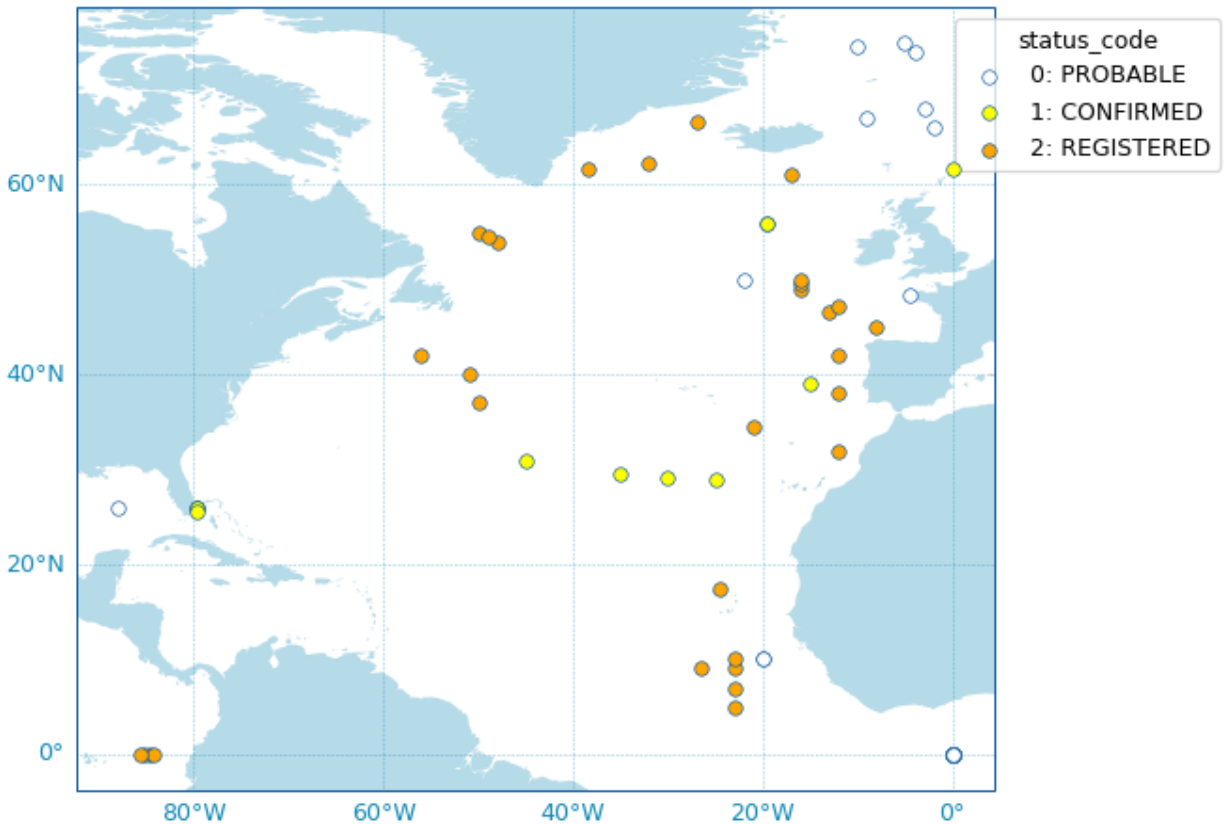 status_code
0: PROBABLE
1: CONFIRMED
2: REGISTERED
60°N
40°N
20°N
0°
80°W
60°W
40°W
20°W
0°